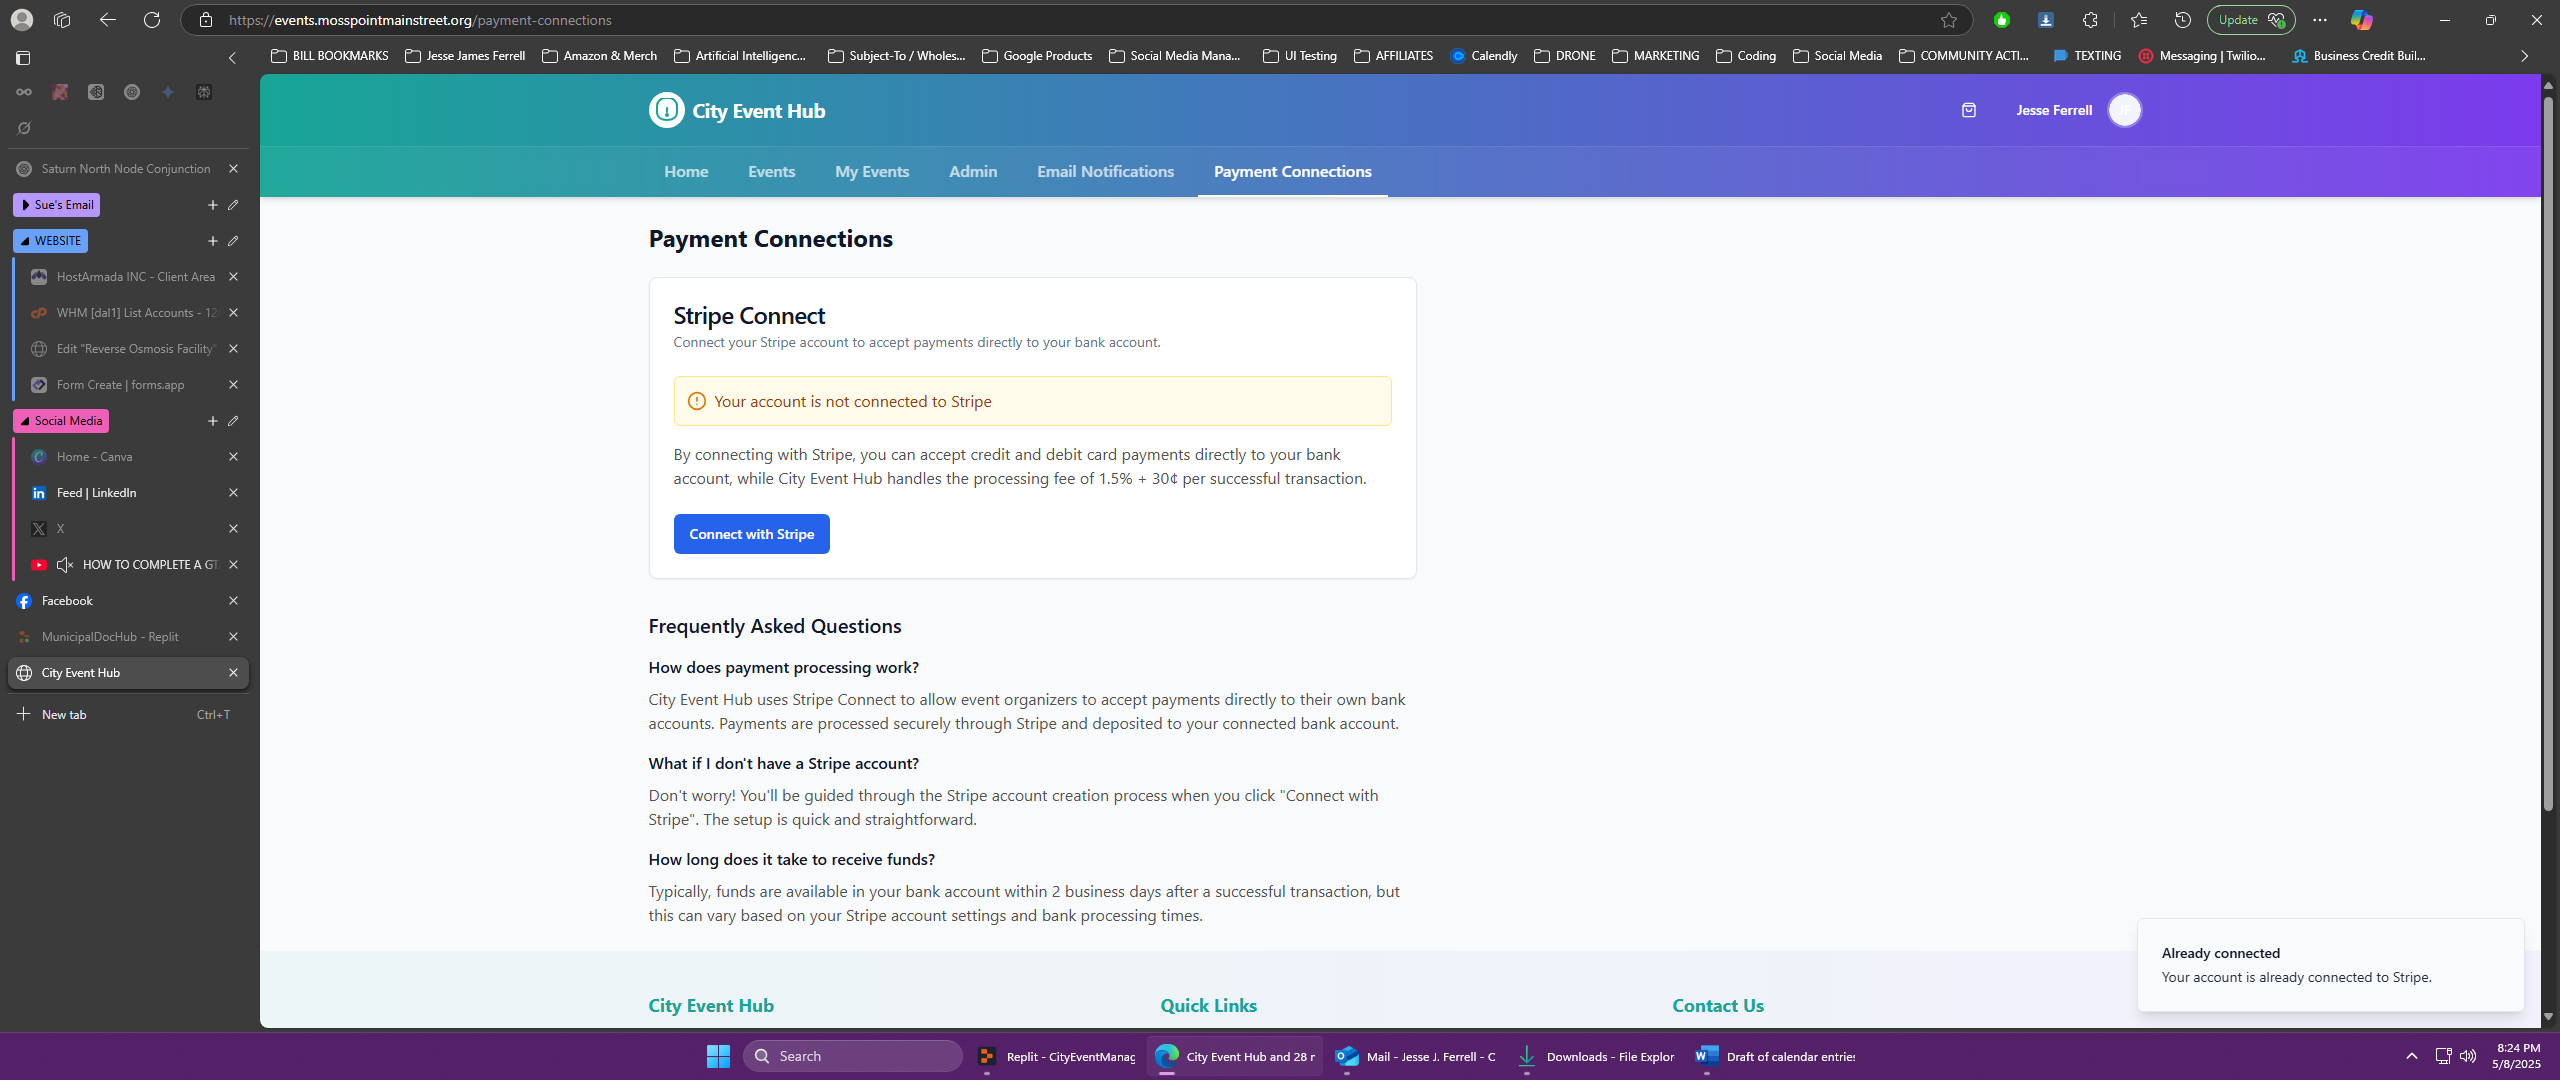 https://events.mosspointmainstreet.org/payment-connections
Update
BILL BOOKMARKS
Jesse James Ferrell
Amazon & Merch
Artificial Intelligenc...
Subject-To / Wholes...
Google Products
Social Media Mana...
UI Testing
AFFILIATES
Calendly
DRONE
MARKETING
Coding
Social Media
COMMUNITY ACTI...
TEXTING
Messaging | Twilio...
Business Credit Buil...
Saturn North Node Conjunction
Sue's Email
WEBSITE
HostArmada INC - Client Area
WHM [dal1] List Accounts - 12
Edit "Reverse Osmosis Facility"
Form Create | forms.app
Social Media
Home - Canva
Feed | LinkedIn
X
HOW TO COMPLETE A GT
Facebook
MunicipalDocHub - Replit
City Event Hub
New tab Ctrl+T
City Event Hub
Jesse Ferrell
JF
Home
Events
My Events
Admin
Email Notifications
Payment Connections
Payment Connections
Stripe Connect
Connect your Stripe account to accept payments directly to your bank account.
Your account is not connected to Stripe
By connecting with Stripe, you can accept credit and debit card payments directly to your bank
account, while City Event Hub handles the processing fee of 1.5% + 30¢ per successful transaction.
Connect with Stripe
Frequently Asked Questions
How does payment processing work?
City Event Hub uses Stripe Connect to allow event organizers to accept payments directly to their own bank
accounts. Payments are processed securely through Stripe and deposited to your connected bank account.
What if I don't have a Stripe account?
Don't worry! You'll be guided through the Stripe account creation process when you click "Connect with
Stripe". The setup is quick and straightforward.
How long does it take to receive funds?
Typically, funds are available in your bank account within 2 business days after a successful transaction, but
this can vary based on your Stripe account settings and bank processing times.
Already connected
Your account is already connected to Stripe.
City Event Hub
Quick Links
Contact Us
Search
Replit - CityEventManag
City Event Hub and 28 r
Mail - Jesse J. Ferrell - C
Downloads - File Explor
Draft of calendar entries
8:24 PM
5/8/2025